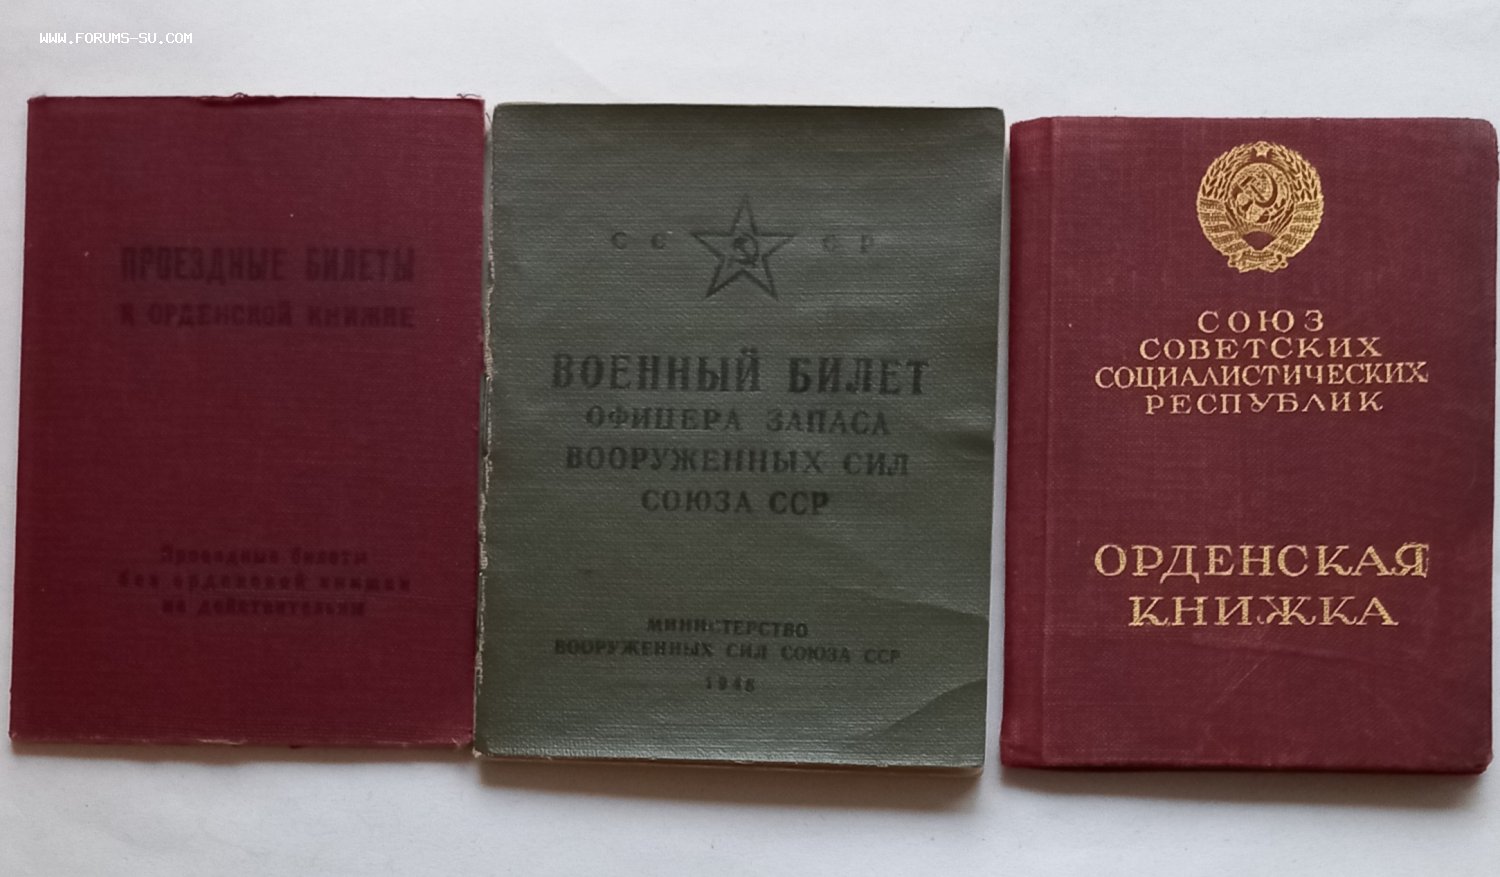 WWW.FORUMS-SU.COM
ПРОЕЗДНЫЕ БИЛЕТЫ
К ОРДЕНСКОЙ КНИЖКЕ
Проездные билеты
без орденской книжки
не действительны
СССР
ВОЕННЫЙ БИЛЕТ
ОФИЦЕРА ЗАПАСА
ВООРУЖЕННЫХ СИЛ
СОЮЗА ССР
МИНИСТЕРСТВО
ВООРУЖЕННЫХ СИЛ СОЮЗА ССР
СОЮЗ
СОВЕТСКИХ
СОЦИАЛИСТИЧЕСКИХ
РЕСПУБЛИК
ОРДЕНСКАЯ
КНИЖКА